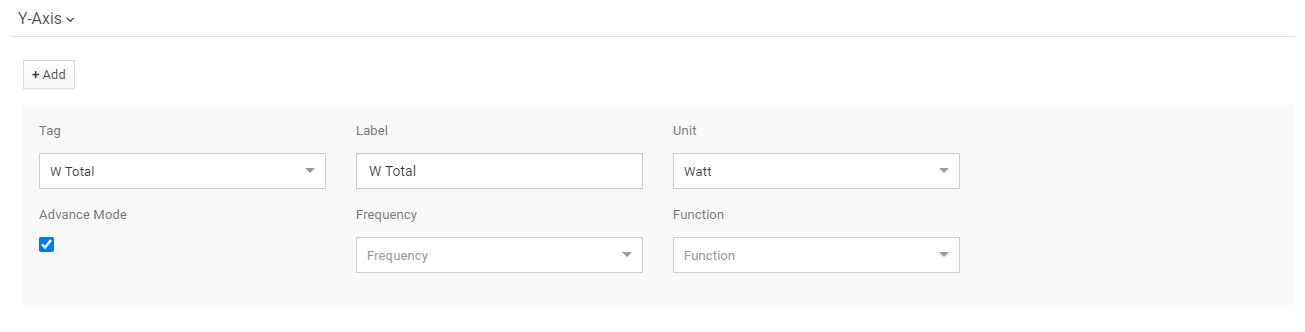 Y-Axis
+ Add
Tag
Label
Unit
W Total
W Total
Watt
Advance Mode
Frequency
Function
Frequency
Function